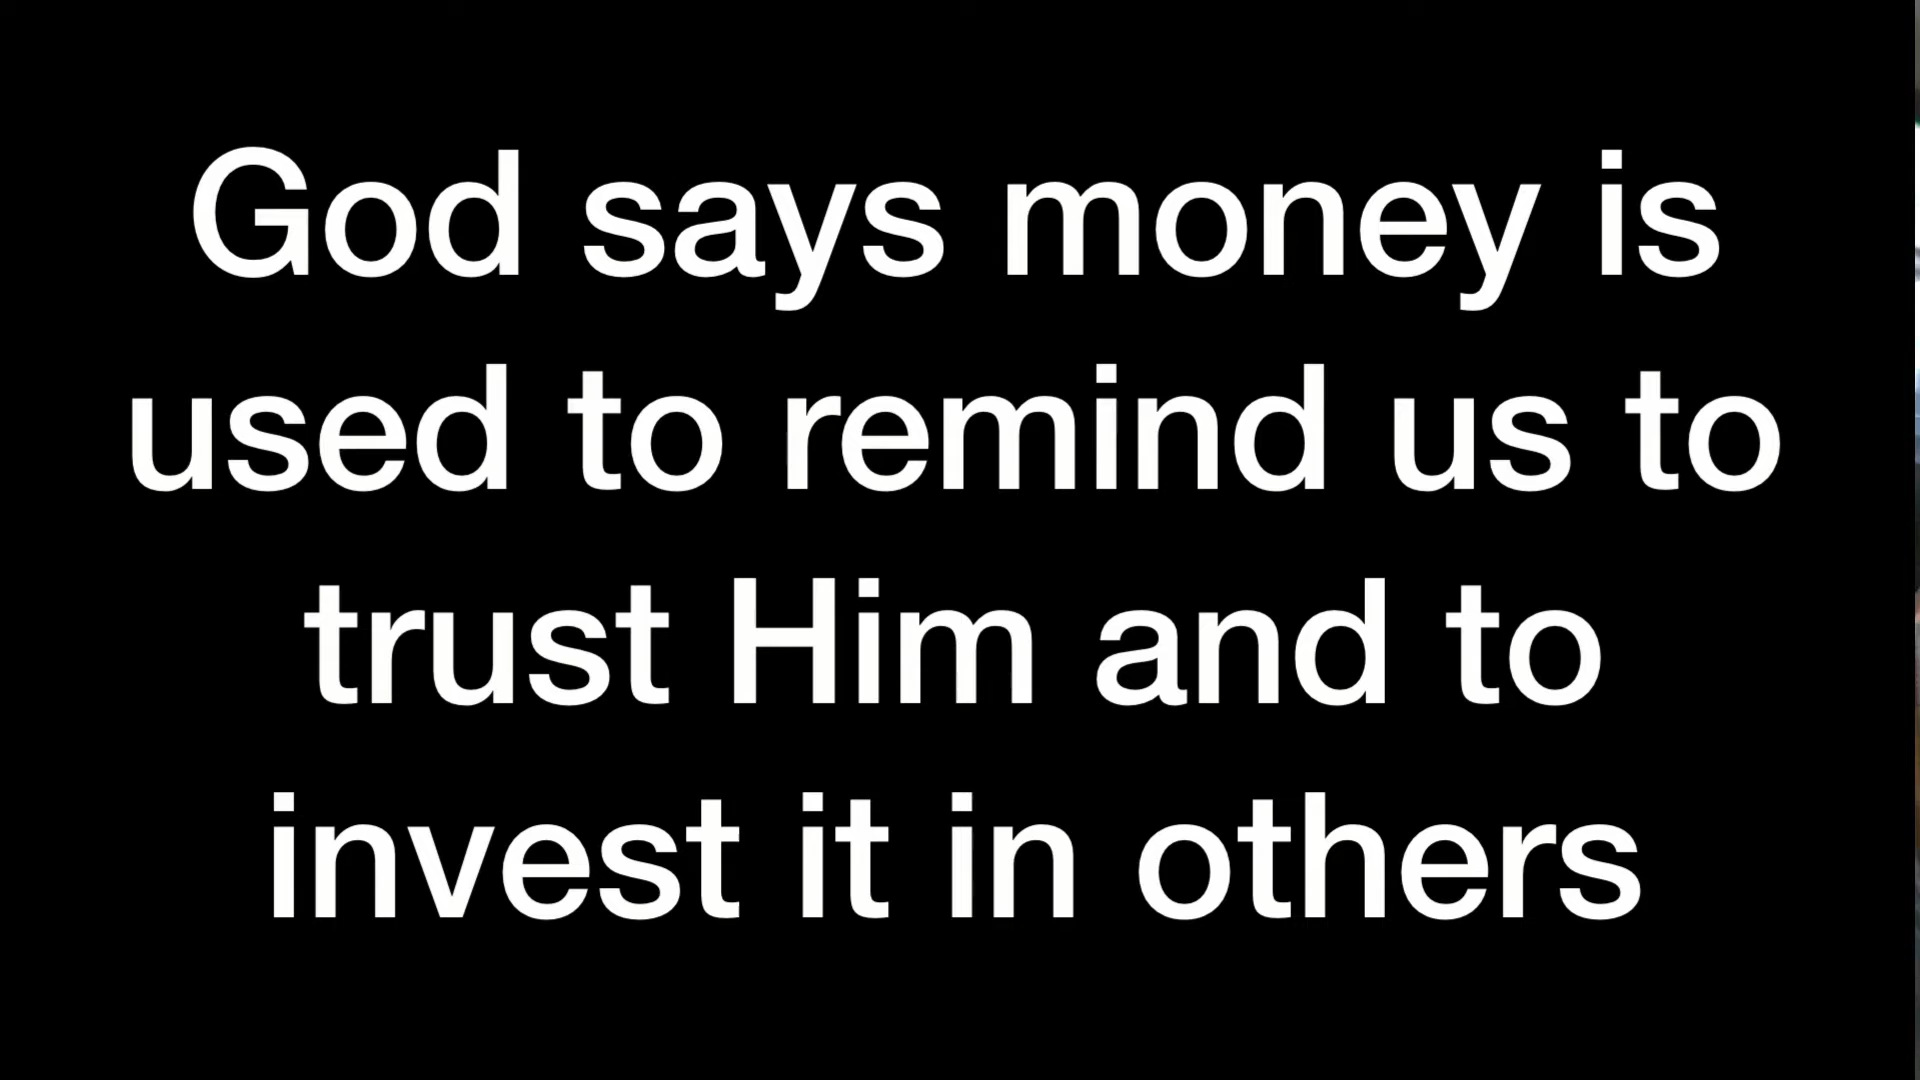 God says money is
used to remind us to
trust Him and to
invest it in others